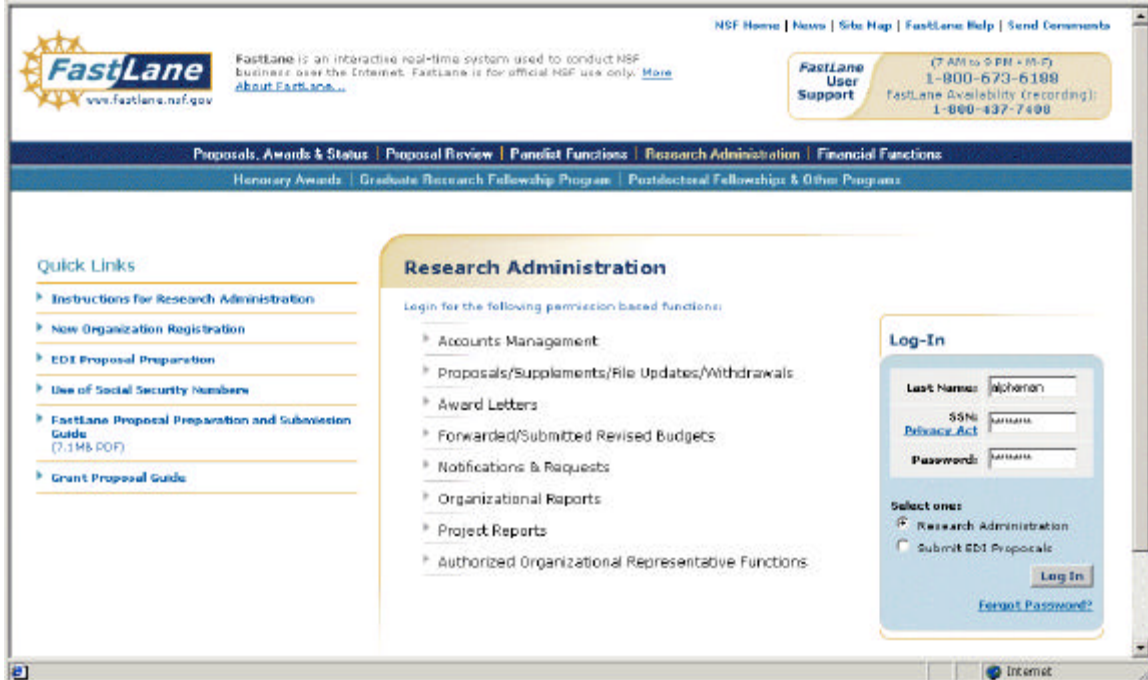 NSF Home | News | Site Map | FastLane Help | Send Comments
FastLane
www.fastlane.nsf.gov
FastLane is an interactive real-time system used to conduct NSF
business over the Internet. FastLane is for official NSF use only. More
About FastLane...
FastLane
User
Support
(7 AM to 9 PM • M-F)
1-800-673-6188
FastLane Availability (recording):
1-800-437-7408
Proposals, Awards & Status | Proposal Review | Panelist Functions | Research Administration | Financial Functions
Honorary Awards | Graduate Research Fellowship Program | Postdoctoral Fellowships & Other Programs
Quick Links
Instructions for Research Administration
New Organization Registration
EDI Proposal Preparation
Use of Social Security Numbers
FastLane Proposal Preparation and Submission
Guide
(7.1MB PDF)
Grant Proposal Guide
Research Administration
Login for the following permission based functions:
Accounts Management
Proposals/Supplements/File Updates/Withdrawals
Award Letters
Forwarded/Submitted Revised Budgets
Notifications & Requests
Organizational Reports
Project Reports
Authorized Organizational Representative Functions
Log-In
Last Name: alphaman
SSN: *********
Privacy Act
Password: ********
Select one:
Research Administration
Submit EDI Proposals
Log In
Forgot Password?
Internet